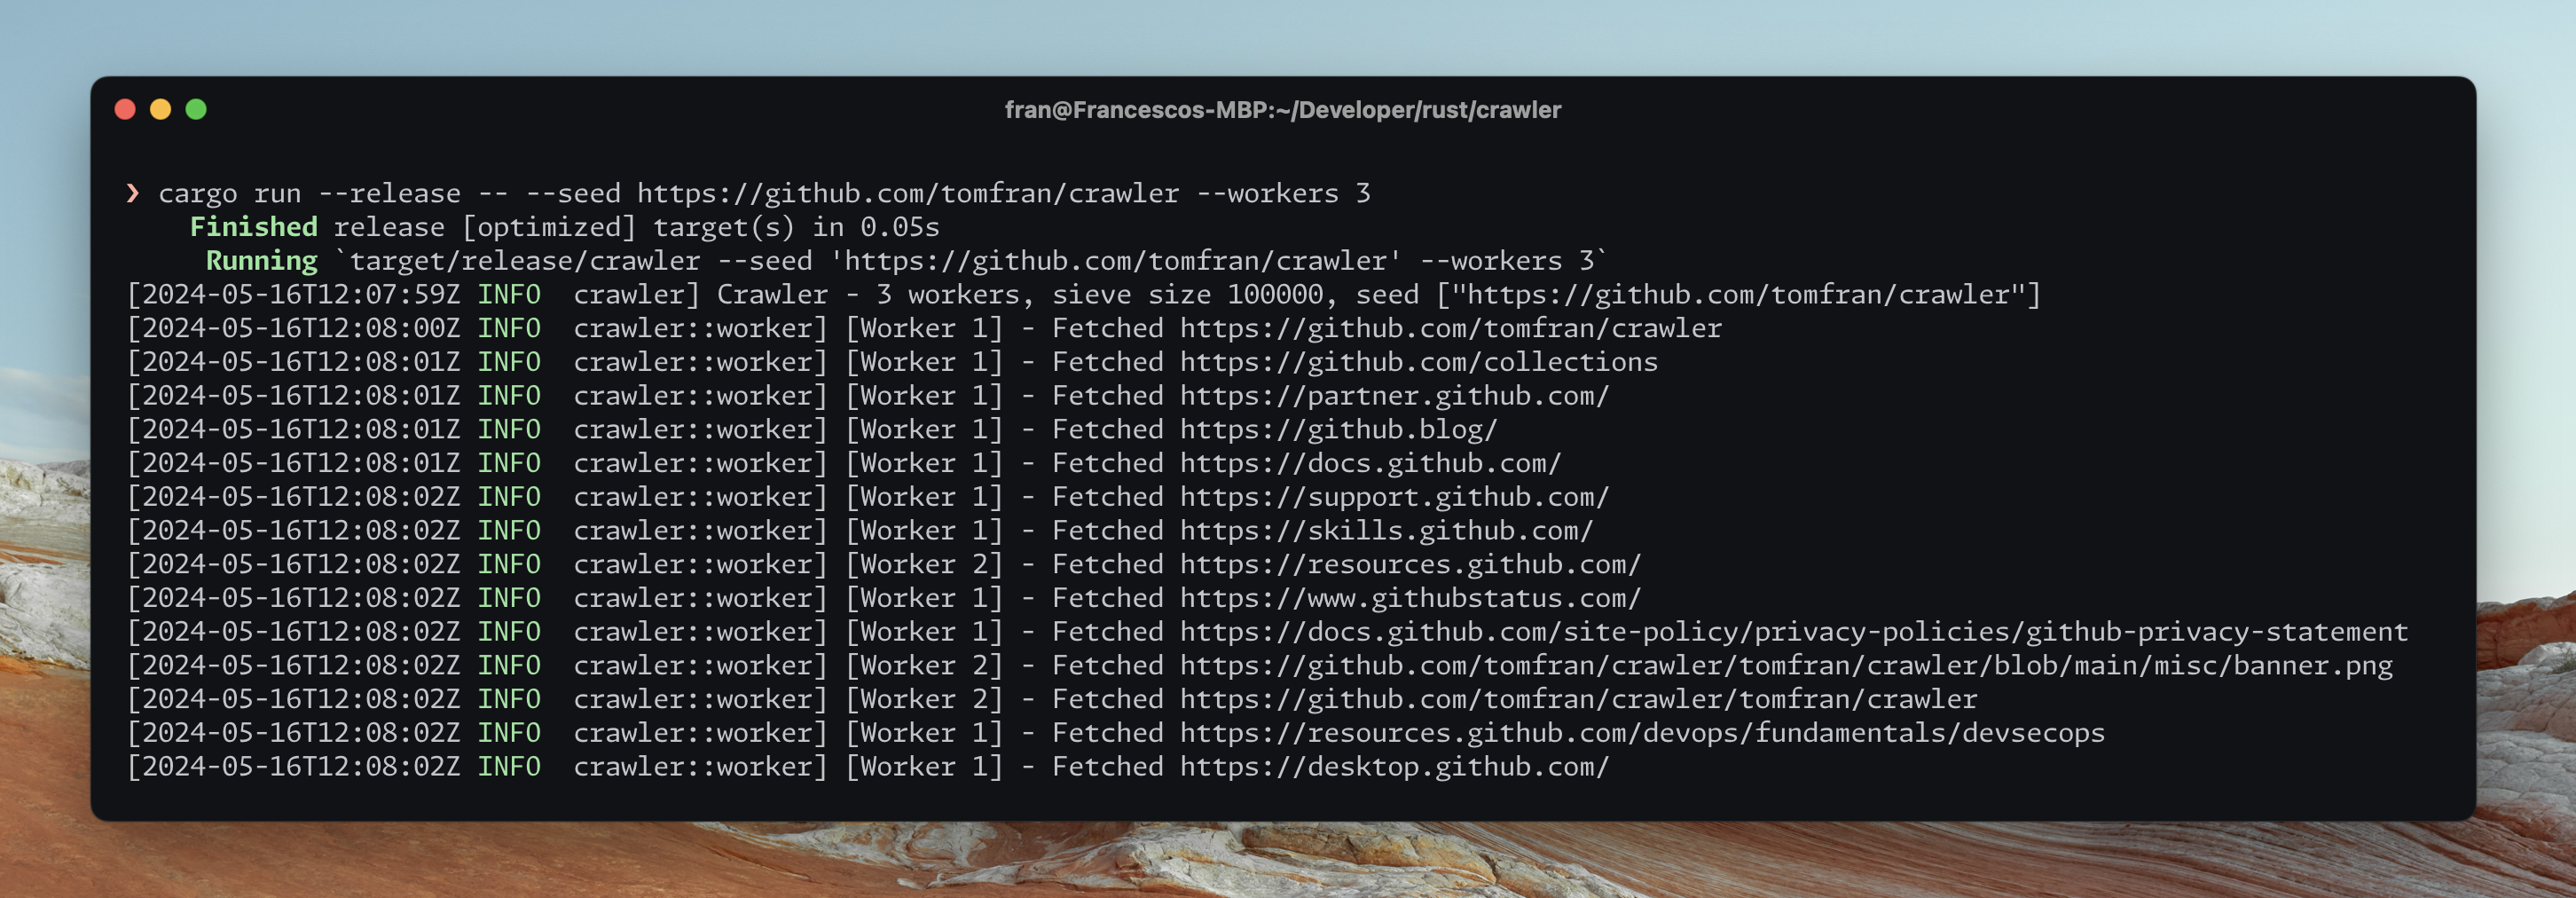 fran@Francescos-MBP:~/Developer/rust/crawler
❯ cargo run --release -- --seed https://github.com/tomfran/crawler --workers 3
    Finished release [optimized] target(s) in 0.05s
     Running `target/release/crawler --seed 'https://github.com/tomfran/crawler' --workers 3`
[2024-05-16T12:07:59Z INFO  crawler] Crawler - 3 workers, sieve size 100000, seed ["https://github.com/tomfran/crawler"]
[2024-05-16T12:08:00Z INFO  crawler::worker] [Worker 1] - Fetched https://github.com/tomfran/crawler
[2024-05-16T12:08:01Z INFO  crawler::worker] [Worker 1] - Fetched https://github.com/collections
[2024-05-16T12:08:01Z INFO  crawler::worker] [Worker 1] - Fetched https://partner.github.com/
[2024-05-16T12:08:01Z INFO  crawler::worker] [Worker 1] - Fetched https://github.blog/
[2024-05-16T12:08:01Z INFO  crawler::worker] [Worker 1] - Fetched https://docs.github.com/
[2024-05-16T12:08:02Z INFO  crawler::worker] [Worker 1] - Fetched https://support.github.com/
[2024-05-16T12:08:02Z INFO  crawler::worker] [Worker 1] - Fetched https://skills.github.com/
[2024-05-16T12:08:02Z INFO  crawler::worker] [Worker 2] - Fetched https://resources.github.com/
[2024-05-16T12:08:02Z INFO  crawler::worker] [Worker 1] - Fetched https://www.githubstatus.com/
[2024-05-16T12:08:02Z INFO  crawler::worker] [Worker 1] - Fetched https://docs.github.com/site-policy/privacy-policies/github-privacy-statement
[2024-05-16T12:08:02Z INFO  crawler::worker] [Worker 2] - Fetched https://github.com/tomfran/crawler/tomfran/crawler/blob/main/misc/banner.png
[2024-05-16T12:08:02Z INFO  crawler::worker] [Worker 2] - Fetched https://github.com/tomfran/crawler/tomfran/crawler
[2024-05-16T12:08:02Z INFO  crawler::worker] [Worker 1] - Fetched https://resources.github.com/devops/fundamentals/devsecops
[2024-05-16T12:08:02Z INFO  crawler::worker] [Worker 1] - Fetched https://desktop.github.com/